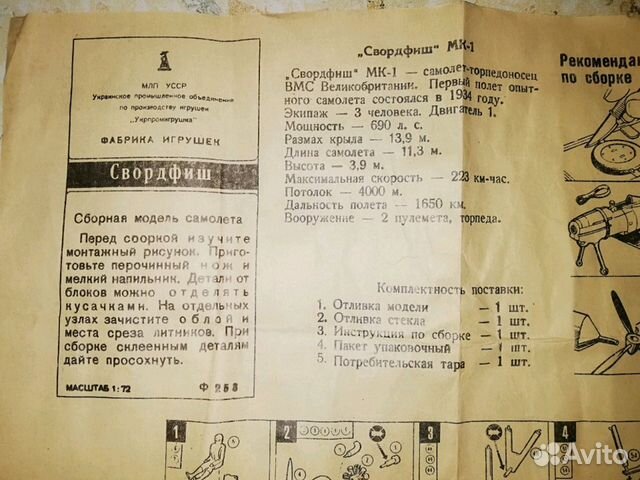 МЛП УССР
Украинское промышленное объединение
по производству игрушек
"Укрпромигрушка"
ФАБРИКА ИГРУШЕК
Свордфиш
Сборная модель самолета
Перед сооркой изучите
монтажный рисунок. Приго-
товьте перочинный нож и
мелкий напильник. Детали от
блоков можно отделять
кусачками. На отдельных
узлах зачистите облой и
места среза литников. При
сборке склеенным деталям
дайте просохнуть.
МАСШТАБ 1:72 Ф 253
„Свордфиш" МК-1
„Свордфиш" МК-1 — самолет-торпедоносец
ВМС Великобритании. Первый полет опыт-
ного самолета состоялся в 1934 году.
Экипаж — 3 человека. Двигатель 1.
Мощность — 690 л. с.
Размах крыла — 13,9 м.
Длина самолета — 11,3 м.
Высота — 3,9 м.
Максимальная скорость — 223 км-час.
Потолок — 4000 м.
Дальность полета — 1650 км.
Вооружение — 2 пулемета, торпеда.
Комплектность поставки:
1. Отливка модели — 1 шт.
2. Отливка стекла — 1 шт.
3. Инструкция по сборке — 1 шт.
4. Пакет упаковочный — 1 шт.
5. Потребительская тара — 1 шт.
Рекомендац
по сборке
1
2
3
4
Avito